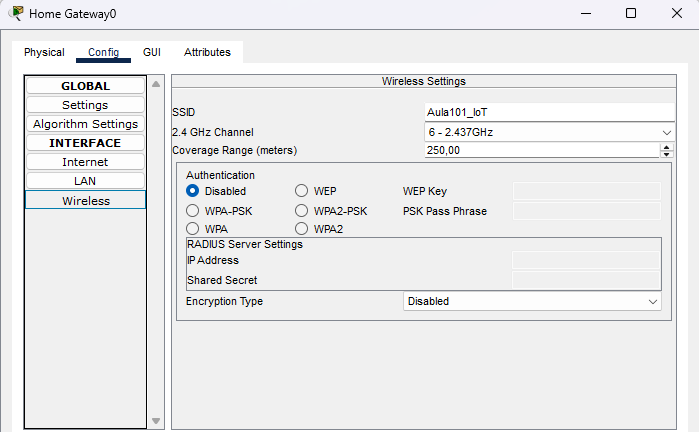 Home Gateway0
Physical Config GUI Attributes
GLOBAL
Settings
Algorithm Settings
INTERFACE
Internet
LAN
Wireless
Wireless Settings
SSID Aula101_IoT
2.4 GHz Channel 6 - 2.437GHz
Coverage Range (meters) 250,00
Authentication
Disabled WEP WEP Key
WPA-PSK WPA2-PSK PSK Pass Phrase
WPA WPA2
RADIUS Server Settings
IP Address
Shared Secret
Encryption Type Disabled